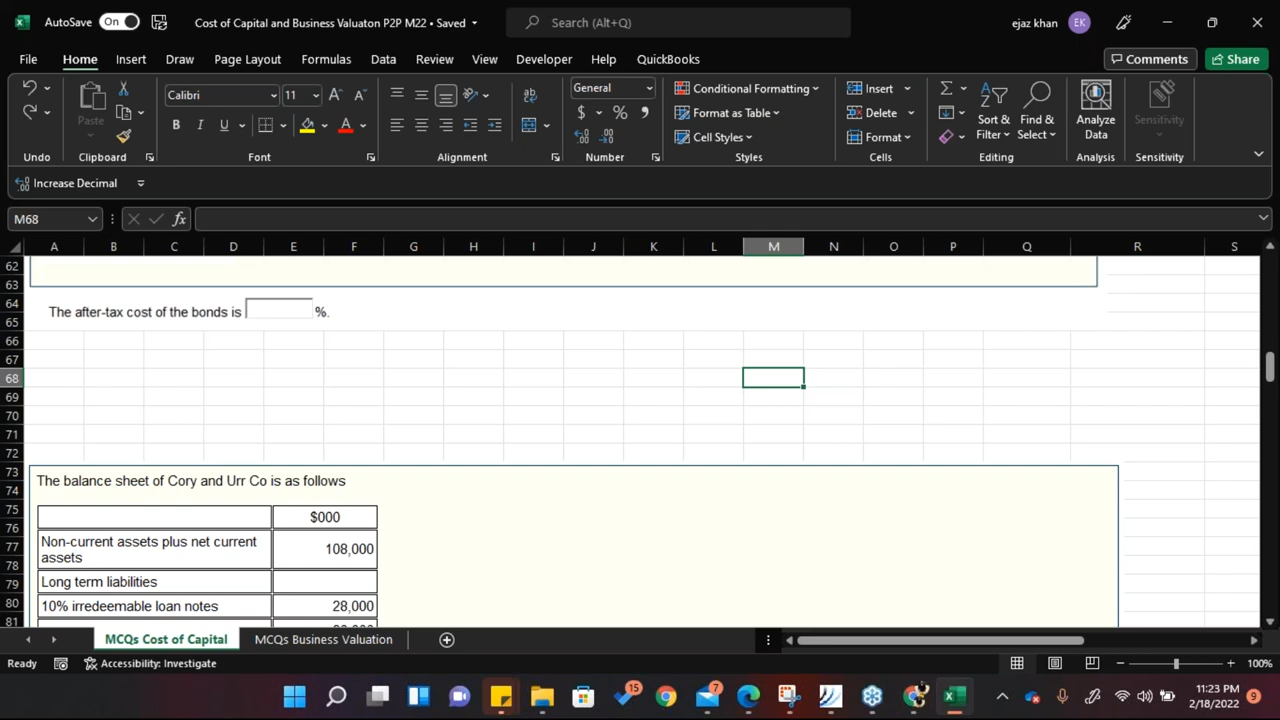 AutoSave On
Cost of Capital and Business Valuaton P2P M22 • Saved
Search (Alt+Q)
ejaz khan EK
File Home Insert Draw Page Layout Formulas Data Review View Developer Help QuickBooks
Comments Share
Calibri 11
General
Conditional Formatting
Format as Table
Cell Styles
Insert
Delete
Format
Paste
Sort & Filter
Find & Select
Analyze Data
Sensitivity
Undo Clipboard Font Alignment Number Styles Cells Editing Analysis Sensitivity
Increase Decimal
M68 fx
A B C D E F G H I J K L M N O P Q R S
62
63
64
The after-tax cost of the bonds is %.
65
66
67
68
69
70
71
72
73
The balance sheet of Cory and Urr Co is as follows
74
75
$000
76
77
Non-current assets plus net current assets 108,000
78
79
Long term liabilities
80
10% irredeemable loan notes 28,000
81
MCQs Cost of Capital MCQs Business Valuation
Ready Accessibility: Investigate 100%
15 7
11:23 PM
2/18/2022
9